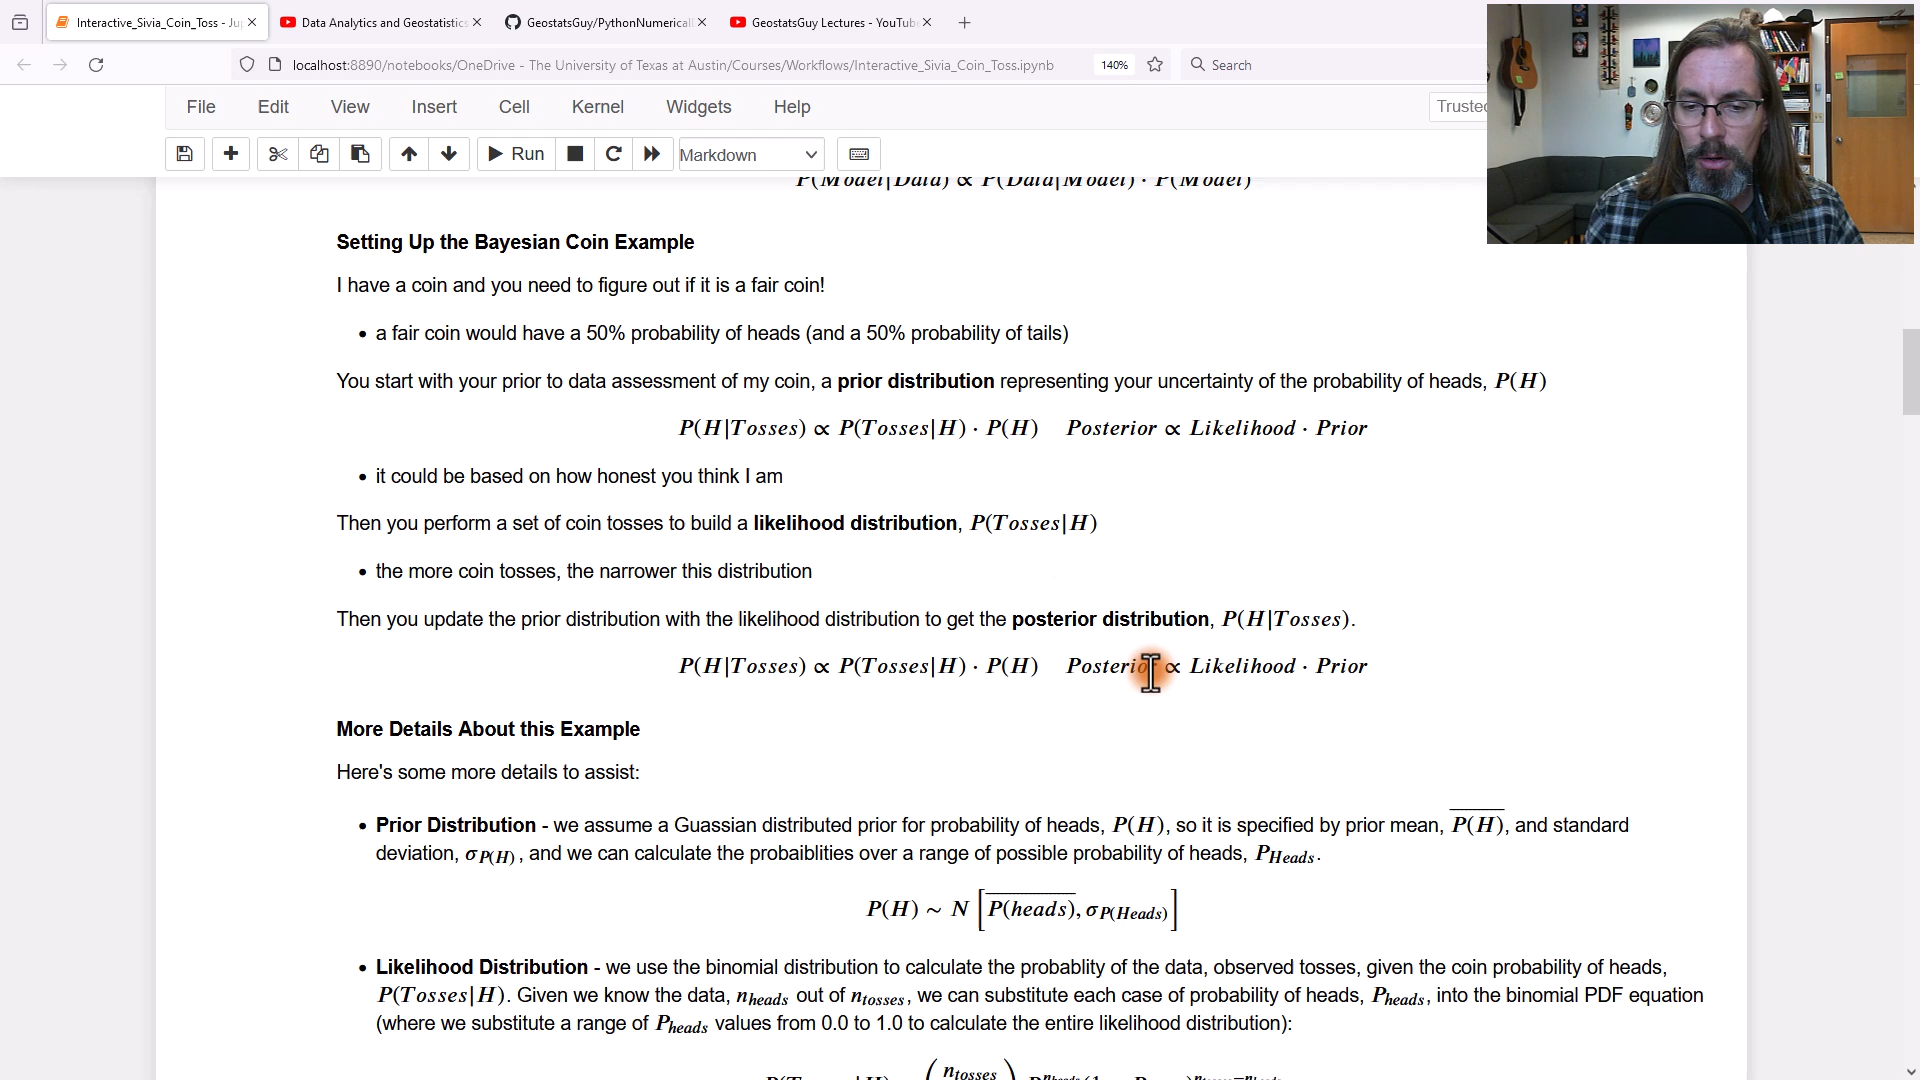 Interactive_Sivia_Coin_Toss - Ju
Data Analytics and Geostatistics
GeostatsGuy/PythonNumerical
GeostatsGuy Lectures - YouTub
localhost:8890/notebooks/OneDrive - The University of Texas at Austin/Courses/Workflows/Interactive_Sivia_Coin_Toss.ipynb
140%
Search
File Edit View Insert Cell Kernel Widgets Help
Trusted
Run
Markdown
P(Model|Data) ∝ P(Data|Model) · P(Model)
Setting Up the Bayesian Coin Example
I have a coin and you need to figure out if it is a fair coin!
• a fair coin would have a 50% probability of heads (and a 50% probability of tails)
You start with your prior to data assessment of my coin, a prior distribution representing your uncertainty of the probability of heads, P(H)
P(H|Tosses) ∝ P(Tosses|H) · P(H) Posterior ∝ Likelihood · Prior
• it could be based on how honest you think I am
Then you perform a set of coin tosses to build a likelihood distribution, P(Tosses|H)
• the more coin tosses, the narrower this distribution
Then you update the prior distribution with the likelihood distribution to get the posterior distribution, P(H|Tosses).
P(H|Tosses) ∝ P(Tosses|H) · P(H) Posterior ∝ Likelihood · Prior
More Details About this Example
Here's some more details to assist:
• Prior Distribution - we assume a Guassian distributed prior for probability of heads, P(H), so it is specified by prior mean, P(H), and standard
deviation, σP(H), and we can calculate the probaiblities over a range of possible probability of heads, PHeads.
P(H) ~ N [P(heads), σP(Heads)]
• Likelihood Distribution - we use the binomial distribution to calculate the probablity of the data, observed tosses, given the coin probability of heads,
P(Tosses|H). Given we know the data, nheads out of ntosses, we can substitute each case of probability of heads, Pheads, into the binomial PDF equation
(where we substitute a range of Pheads values from 0.0 to 1.0 to calculate the entire likelihood distribution):
ntosses